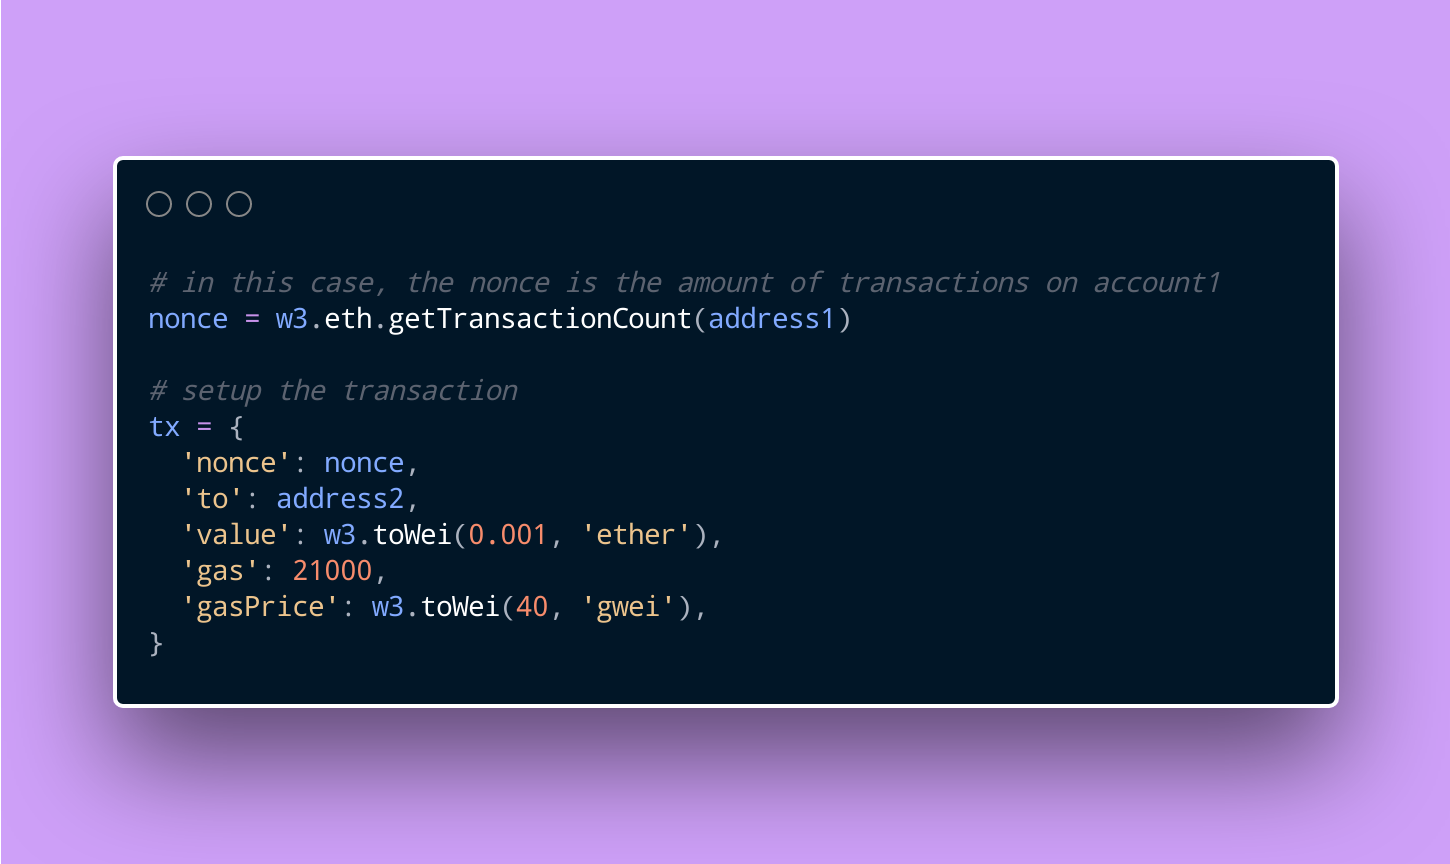 # in this case, the nonce is the amount of transactions on account1
nonce = w3.eth.getTransactionCount(address1)

# setup the transaction
tx = {
  'nonce': nonce,
  'to': address2,
  'value': w3.toWei(0.001, 'ether'),
  'gas': 21000,
  'gasPrice': w3.toWei(40, 'gwei'),
}